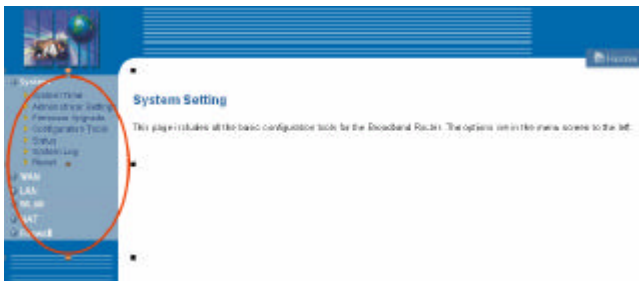 System
System Time
Administrator Setting
Firmware Upgrade
Configuration Tools
Status
System Log
Reset
WAN
LAN
WLAN
NAT
Firewall
System Setting
This page includes all the basic configuration tools for the Broadband Router. The options are in the menu screen to the left.